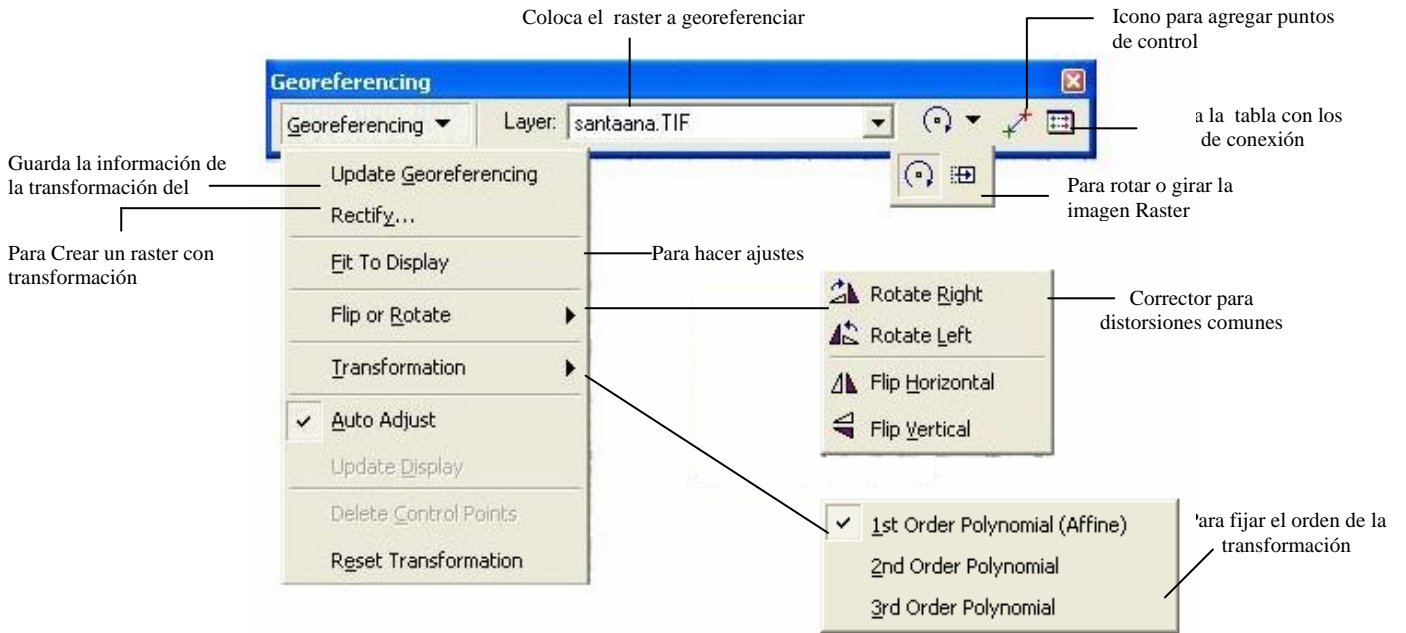 Coloca el raster a georeferenciar
Icono para agregar puntos
de control
Georeferencing
Georeferencing
Layer:
santaana.TIF
a la tabla con los
de conexión
Guarda la información de
la transformación del
Update Georeferencing
Para rotar o girar la
imagen Raster
Rectify...
Para Crear un raster con
transformación
Fit To Display
Para hacer ajustes
Flip or Rotate
Rotate Right
Rotate Left
Flip Horizontal
Flip Vertical
Corrector para
distorsiones comunes
Transformation
Auto Adjust
Update Display
Delete Control Points
Reset Transformation
1st Order Polynomial (Affine)
2nd Order Polynomial
3rd Order Polynomial
Para fijar el orden de la
transformación